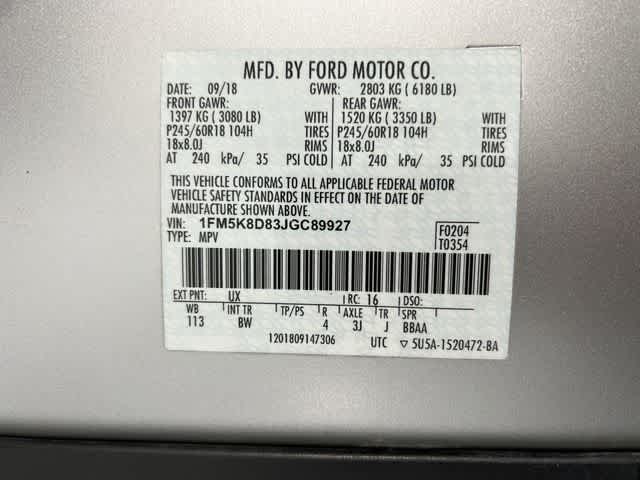 MFD. BY FORD MOTOR CO.
DATE: 09/18 GVWR: 2803 KG ( 6180 LB)
FRONT GAWR: REAR GAWR:
1397 KG ( 3080 LB) WITH 1520 KG ( 3350 LB) WITH
P245/60R18 104H TIRES P245/60R18 104H TIRES
18x8.0J RIMS 18x8.0J RIMS
AT 240 kPa/ 35 PSI COLD AT 240 kPa/ 35 PSI COLD
THIS VEHICLE CONFORMS TO ALL APPLICABLE FEDERAL MOTOR
VEHICLE SAFETY STANDARDS IN EFFECT ON THE DATE OF
MANUFACTURE SHOWN ABOVE.
VIN: 1FM5K8D83JGC89927 F0204
TYPE: MPV T0354
EXT PNT: UX RC: 16 DSO:
WB INT TR TP/PS R AXLE TR SPR
113 BW 4 3J J BBAA
1201809147306 UTC ▽ 5U5A-1520472-BA